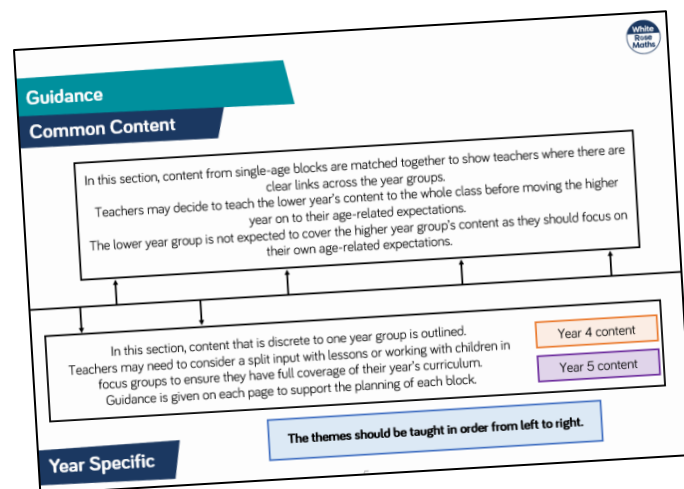 White
Rose
Maths
Guidance
Common Content
In this section, content from single-age blocks are matched together to show teachers where there are
clear links across the year groups.
Teachers may decide to teach the lower year's content to the whole class before moving the higher
year on to their age-related expectations.
The lower year group is not expected to cover the higher year group's content as they should focus on
their own age-related expectations.
In this section, content that is discrete to one year group is outlined.
Teachers may need to consider a split input with lessons or working with children in
focus groups to ensure they have full coverage of their year's curriculum.
Guidance is given on each page to support the planning of each block.
Year 4 content
Year 5 content
The themes should be taught in order from left to right.
Year Specific